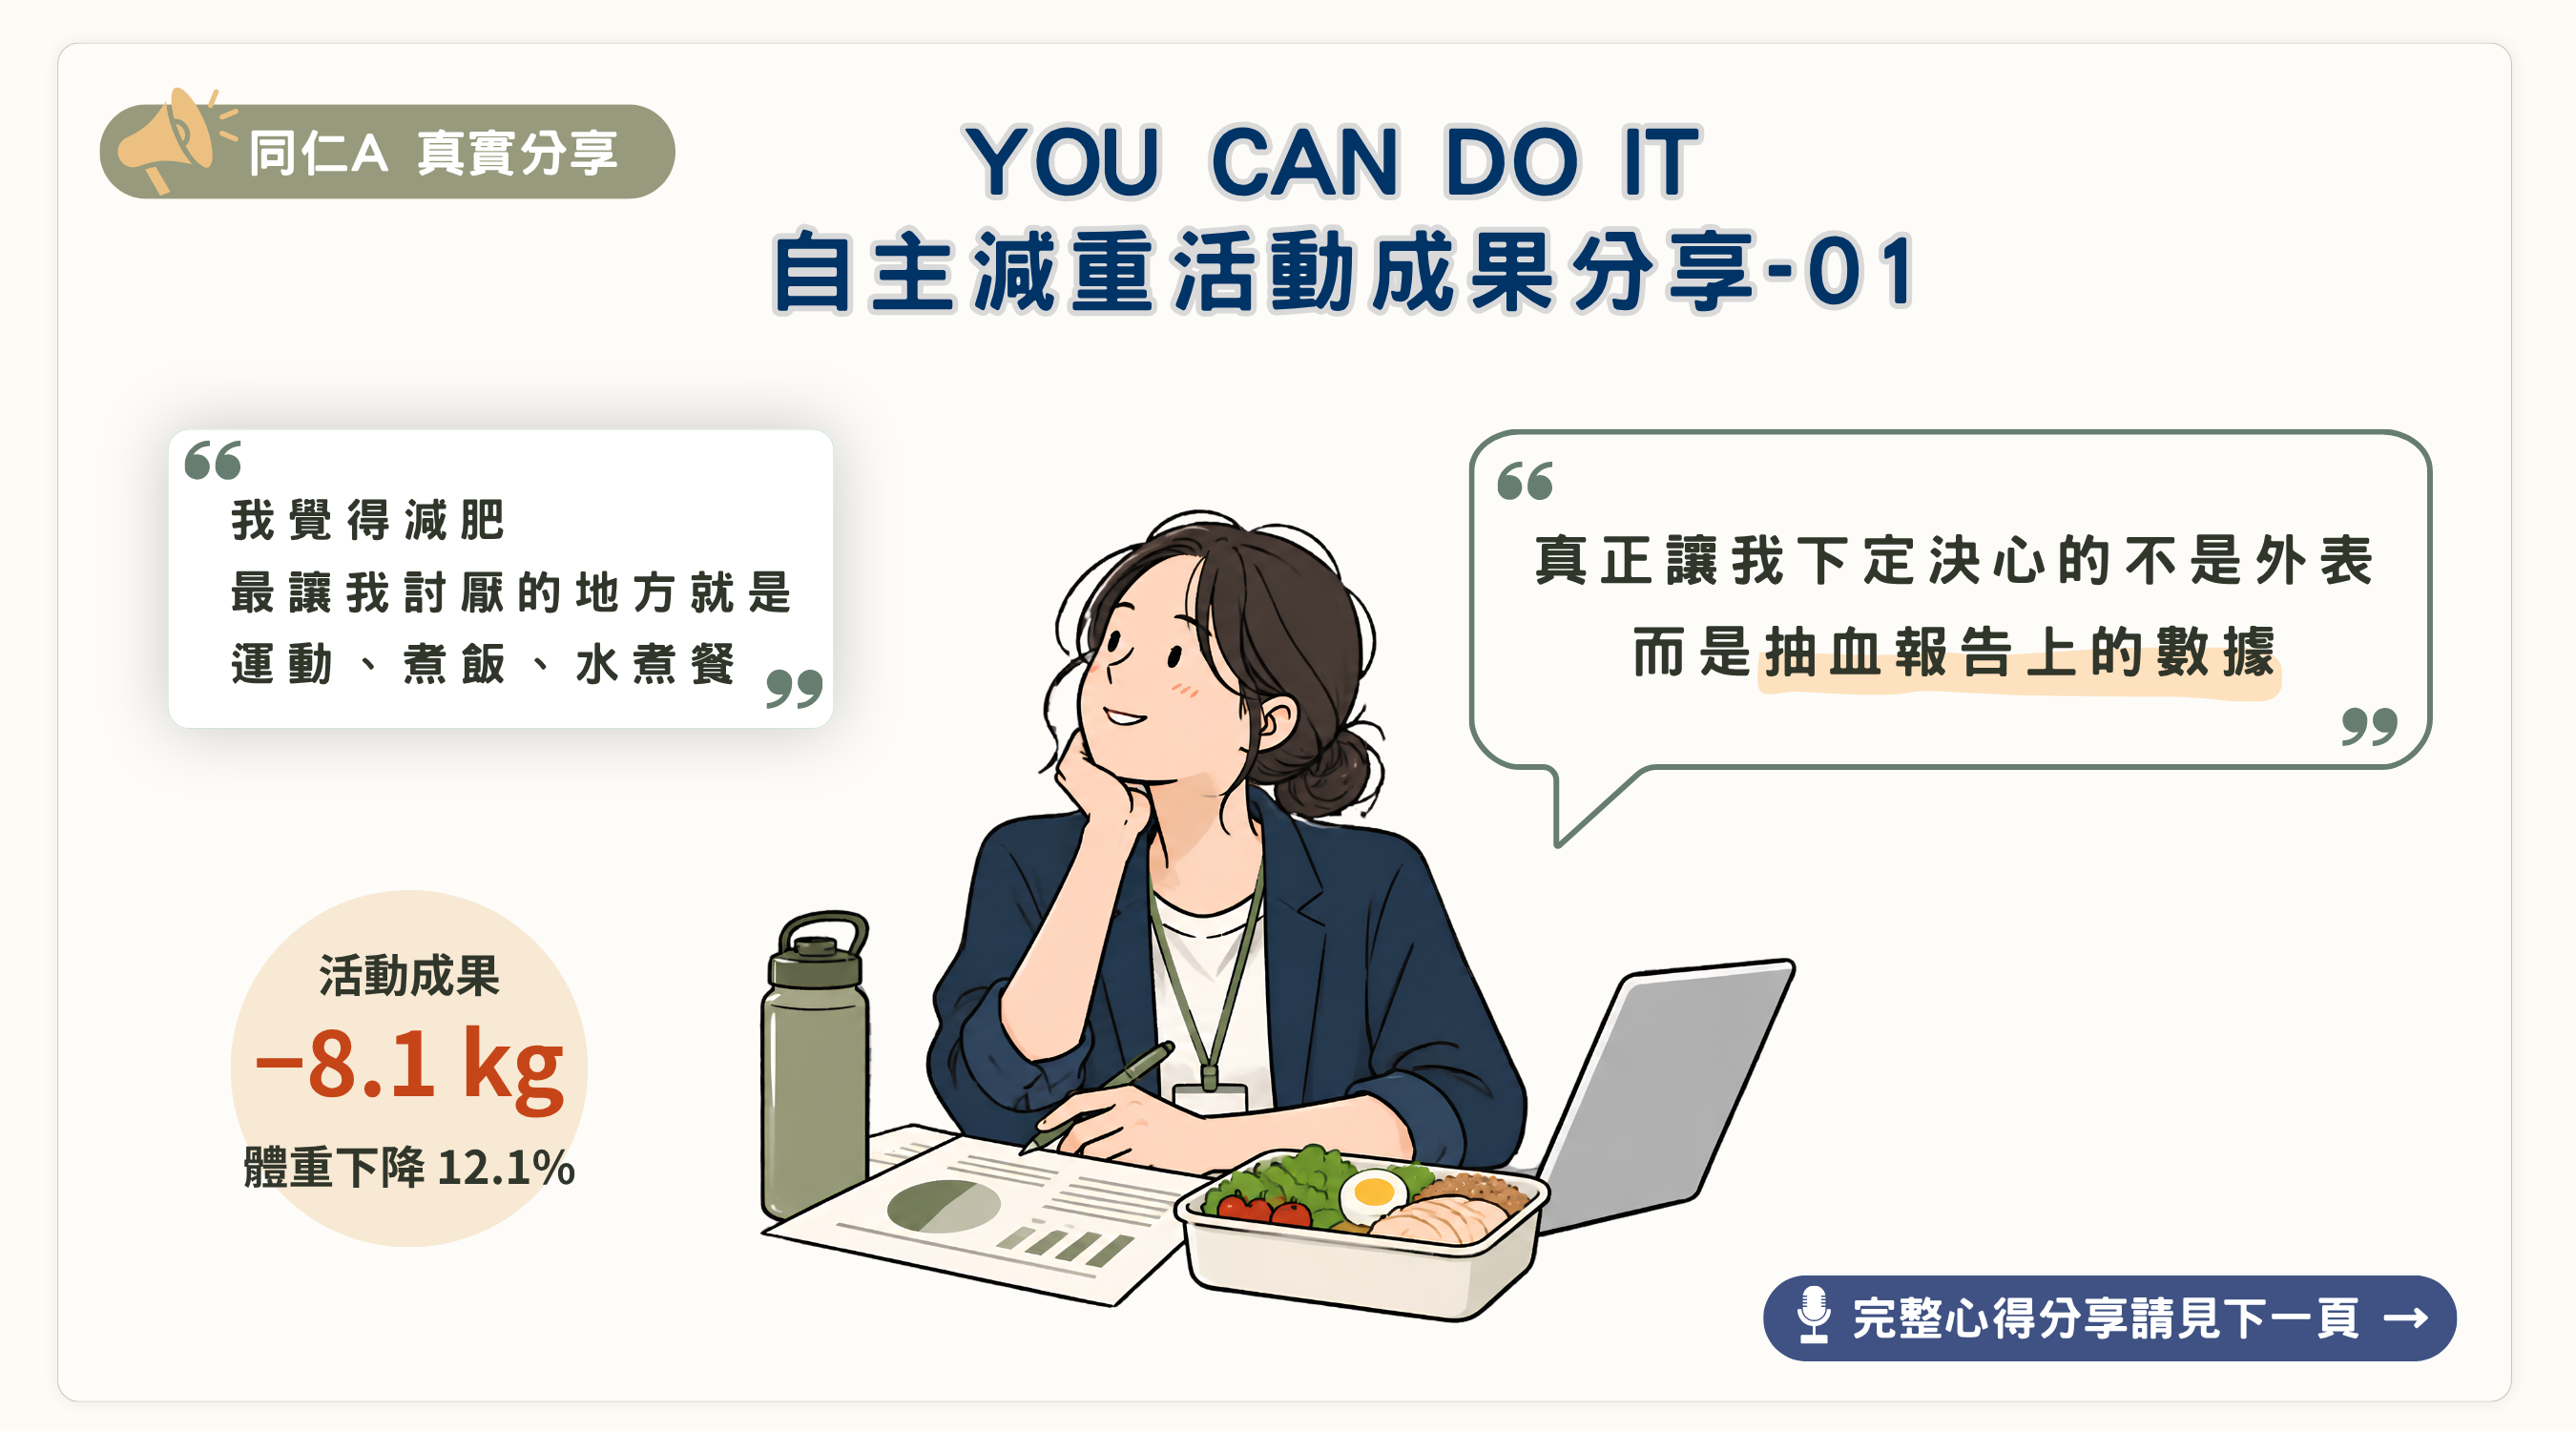 同仁A 真實分享
YOU CAN DO IT
自主減重活動成果分享-01
我覺得減肥
最讓我討厭的地方就是
運動、煮飯、水煮餐
真正讓我下定決心的不是外表
而是抽血報告上的數據
活動成果
−8.1 kg
體重下降 12.1%
完整心得分享請見下一頁 →